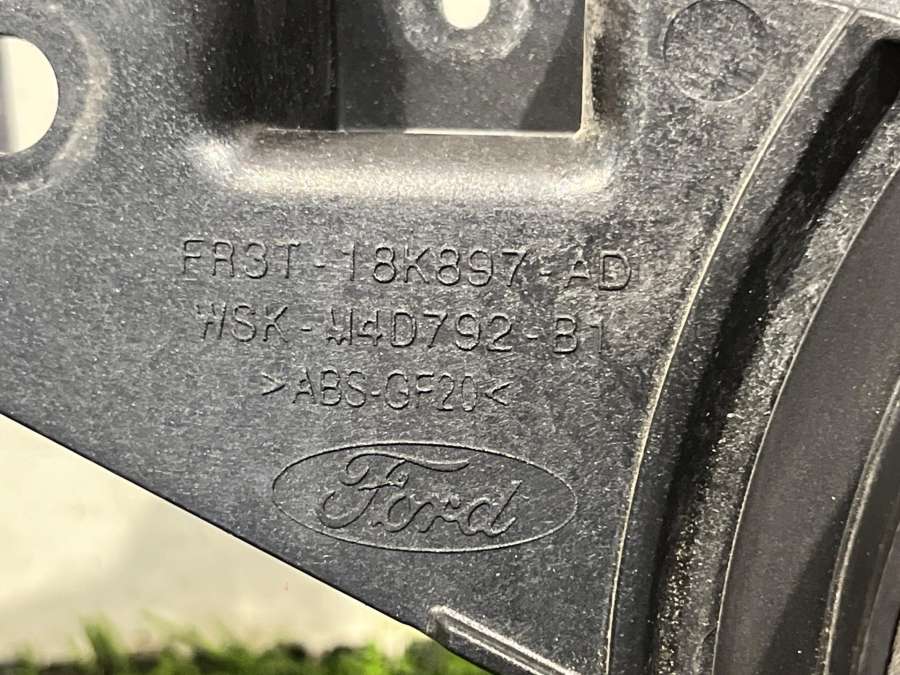 FR3T-18K897-AD
WSK-M4D792-B1
>ABS-GF20<
Ford